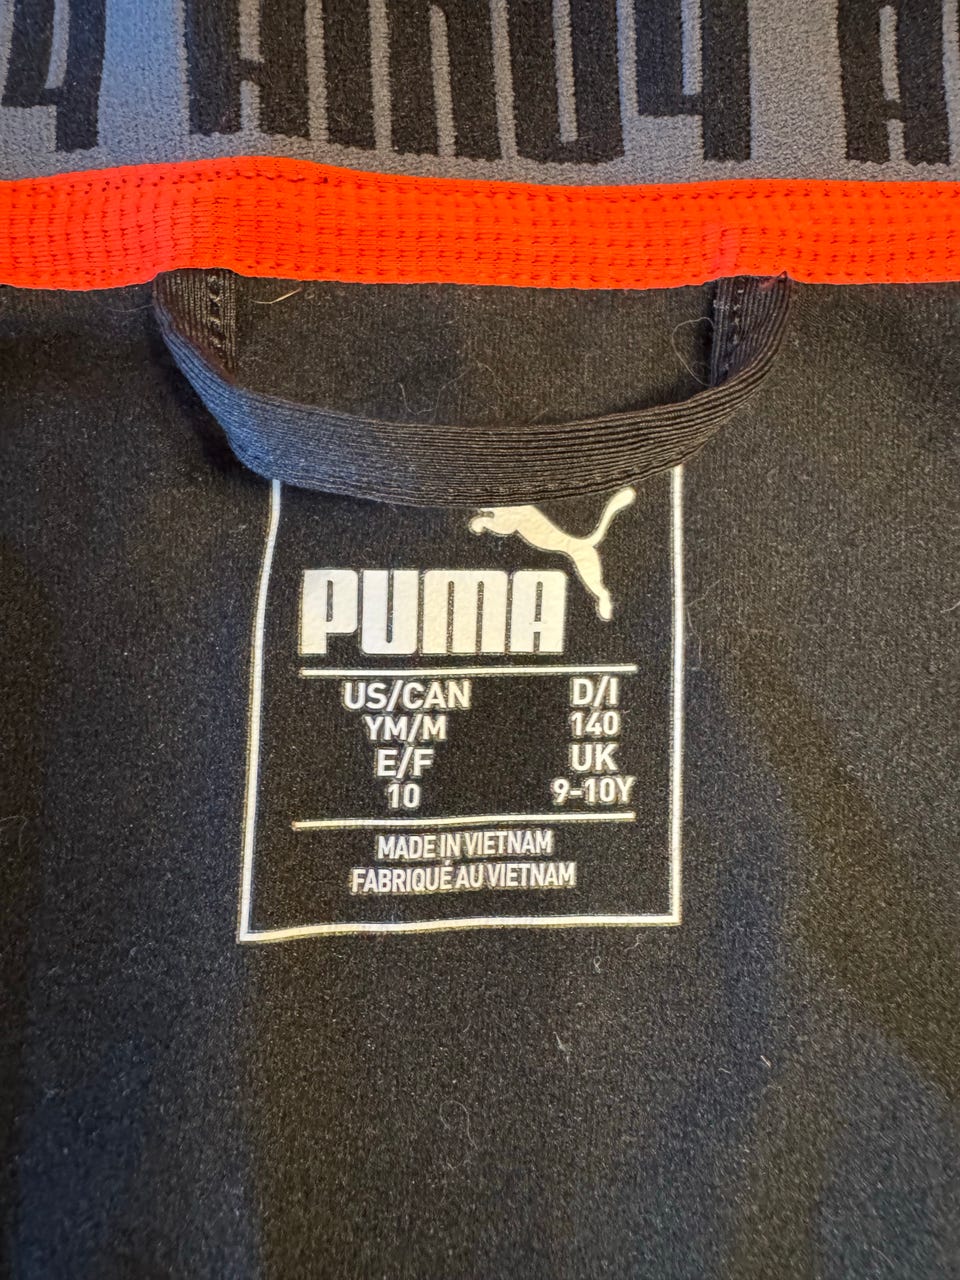 PUMA
US/CAN D/I
YM/M 140
E/F UK
10 9-10Y
MADE IN VIETNAM
FABRIQUÉ AU VIETNAM